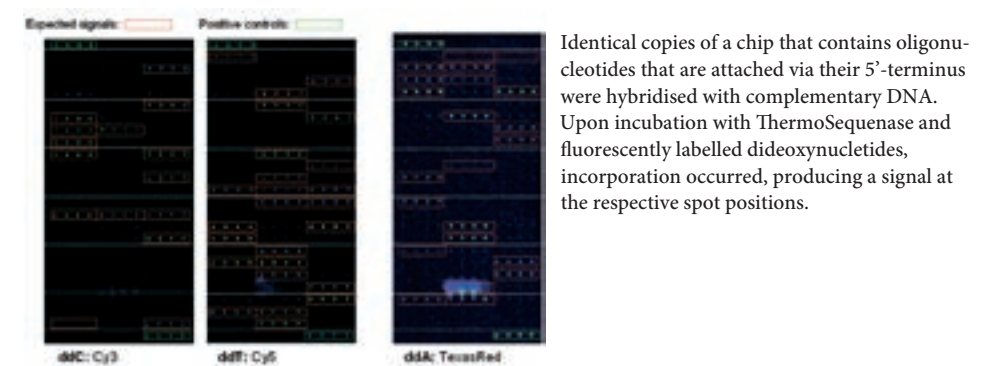 Expected signals:
Positive controls:
Identical copies of a chip that contains oligonu-
cleotides that are attached via their 5’-terminus
were hybridised with complementary DNA.
Upon incubation with ThermoSequenase and
fluorescently labelled dideoxynucletides,
incorporation occurred, producing a signal at
the respective spot positions.
ddC: Cy3
ddT: Cy5
ddA: TexasRed